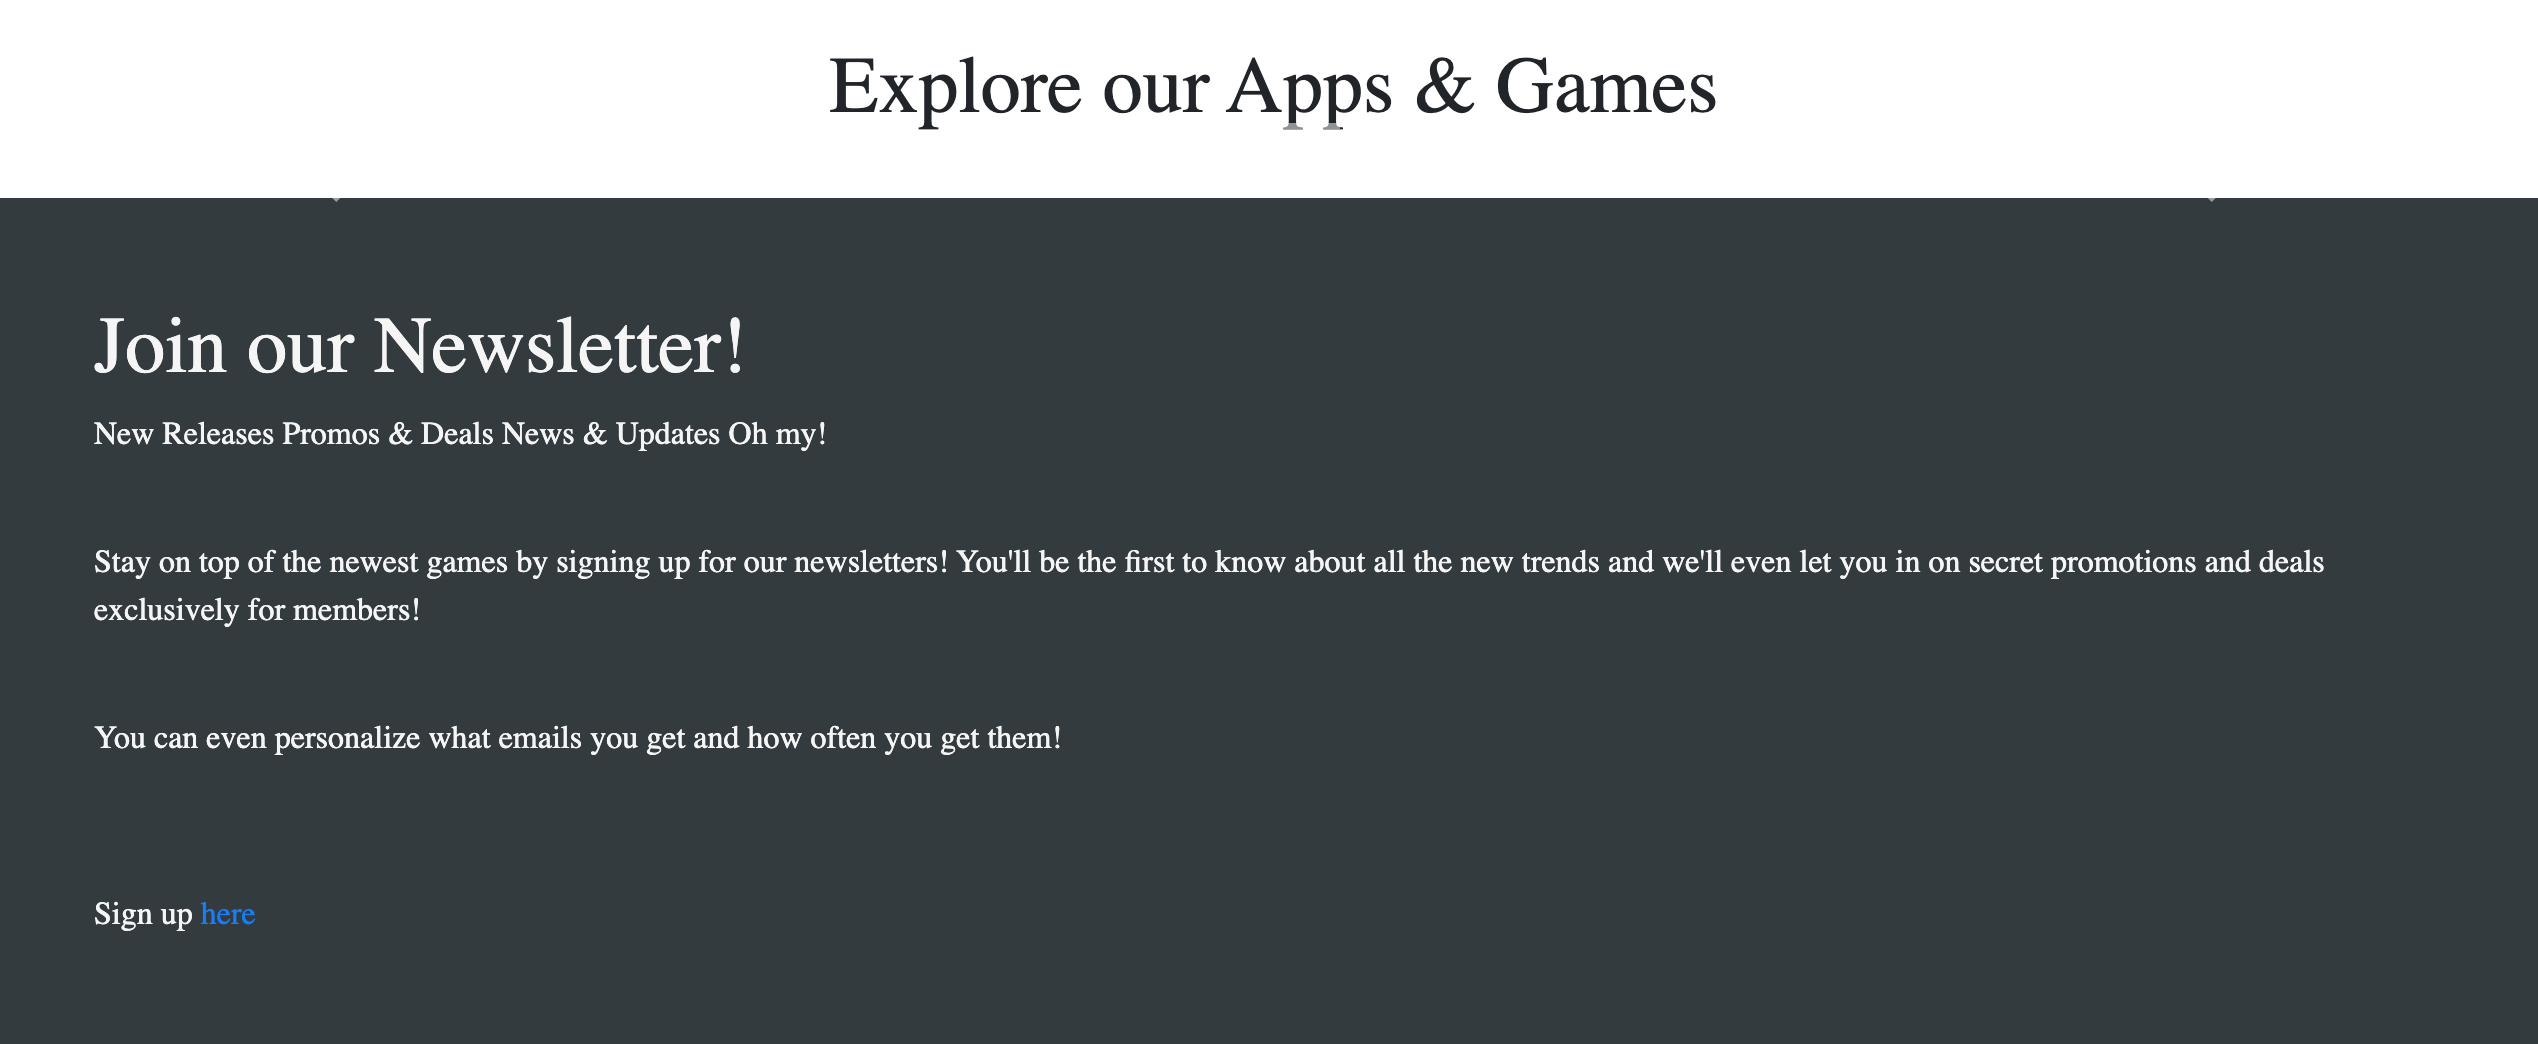 Explore our Apps & Games
Join our Newsletter!
New Releases Promos & Deals News & Updates Oh my!
Stay on top of the newest games by signing up for our newsletters! You'll be the first to know about all the new trends and we'll even let you in on secret promotions and deals
exclusively for members!
You can even personalize what emails you get and how often you get them!
Sign up here